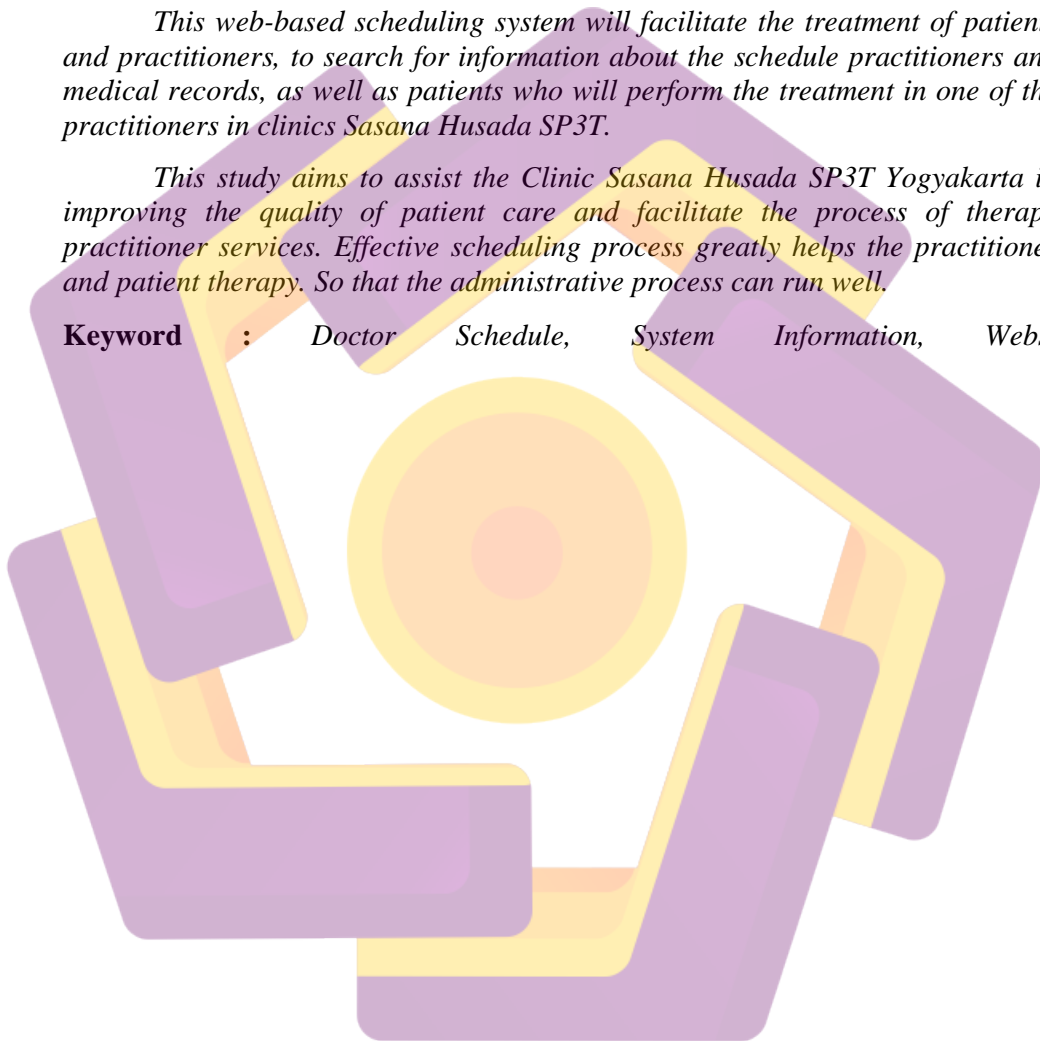 This web-based scheduling system will facilitate the treatment of patien
and practitioners, to search for information about the schedule practitioners an
medical records, as well as patients who will perform the treatment in one of th
practitioners in clinics Sasana Husada SP3T.
This study aims to assist the Clinic Sasana Husada SP3T Yogyakarta i
improving the quality of patient care and facilitate the process of therap
practitioner services. Effective scheduling process greatly helps the practitione
and patient therapy. So that the administrative process can run well.
Keyword : Doctor Schedule, System Information, Webs